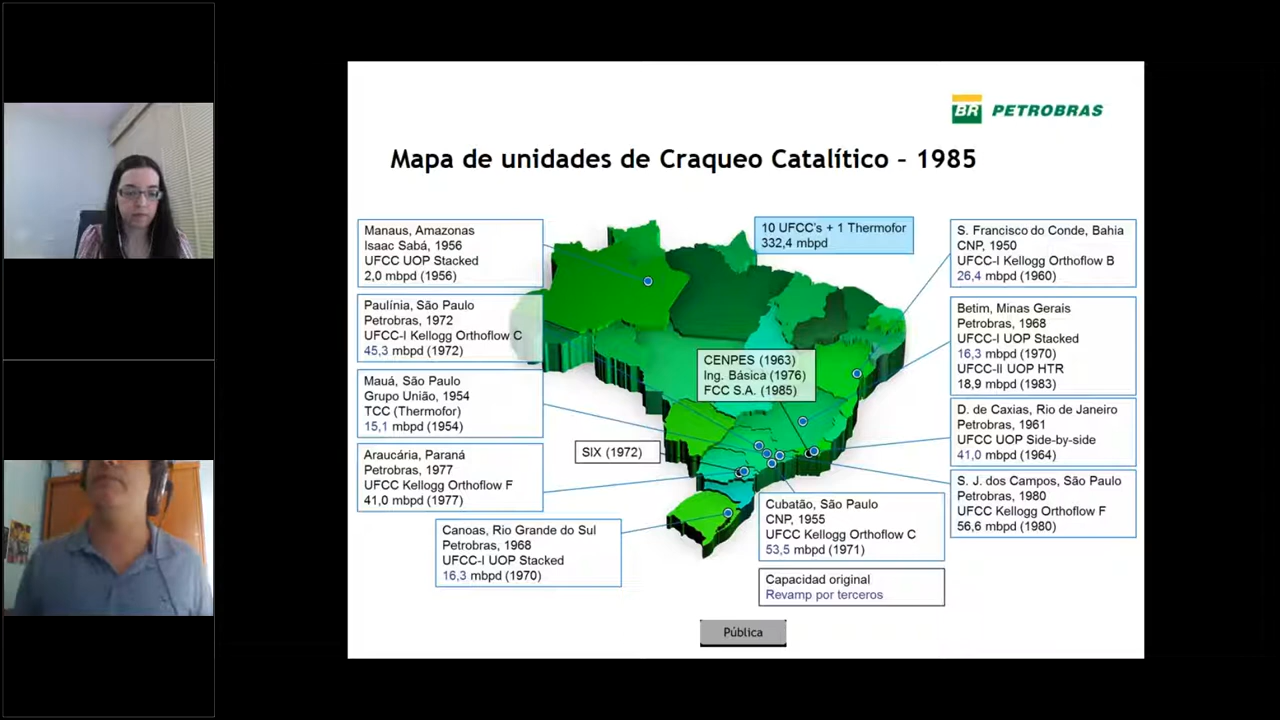 BR PETROBRAS
Mapa de unidades de Craqueo Catalítico – 1985
Manaus, Amazonas
Isaac Sabá, 1956
UFCC UOP Stacked
2,0 mbpd (1956)
Paulínia, São Paulo
Petrobras, 1972
UFCC-I Kellogg Orthoflow C
45,3 mbpd (1972)
Mauá, São Paulo
Grupo União, 1954
TCC (Thermofor)
15,1 mbpd (1954)
Araucária, Paraná
Petrobras, 1977
UFCC Kellogg Orthoflow F
41,0 mbpd (1977)
Canoas, Rio Grande do Sul
Petrobras, 1968
UFCC-I UOP Stacked
16,3 mbpd (1970)
SIX (1972)
10 UFCC's + 1 Thermofor
332,4 mbpd
CENPES (1963)
Ing. Básica (1976)
FCC S.A. (1985)
S. Francisco do Conde, Bahia
CNP, 1950
UFCC-I Kellogg Orthoflow B
26,4 mbpd (1960)
Betim, Minas Gerais
Petrobras, 1968
UFCC-I UOP Stacked
16,3 mbpd (1970)
UFCC-II UOP HTR
18,9 mbpd (1983)
D. de Caxias, Rio de Janeiro
Petrobras, 1961
UFCC UOP Side-by-side
41,0 mbpd (1964)
S. J. dos Campos, São Paulo
Petrobras, 1980
UFCC Kellogg Orthoflow F
56,6 mbpd (1980)
Cubatão, São Paulo
CNP, 1955
UFCC Kellogg Orthoflow C
53,5 mbpd (1971)
Capacidad original
Revamp por terceros
Pública